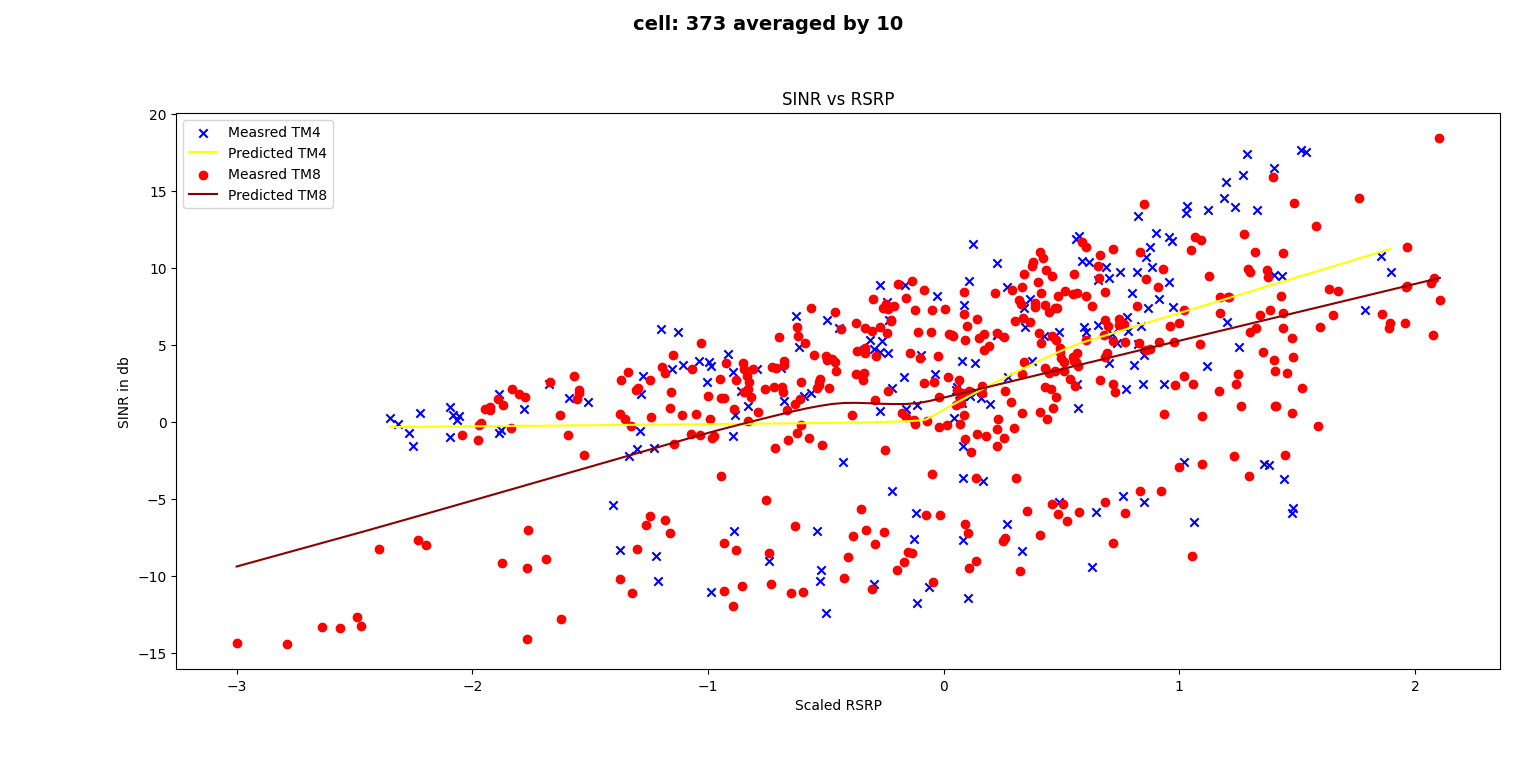 cell: 373 averaged by 10
SINR vs RSRP
Measred TM4
Predicted TM4
Measred TM8
Predicted TM8
SINR in db
20
15
10
5
0
−5
−10
−15
−3
−2
−1
0
1
2
Scaled RSRP